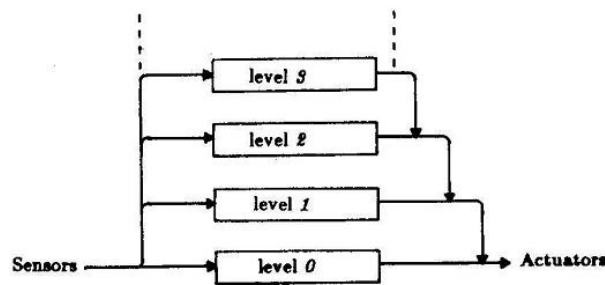 level 3
level 2
level 1
Sensors level 0 Actuators